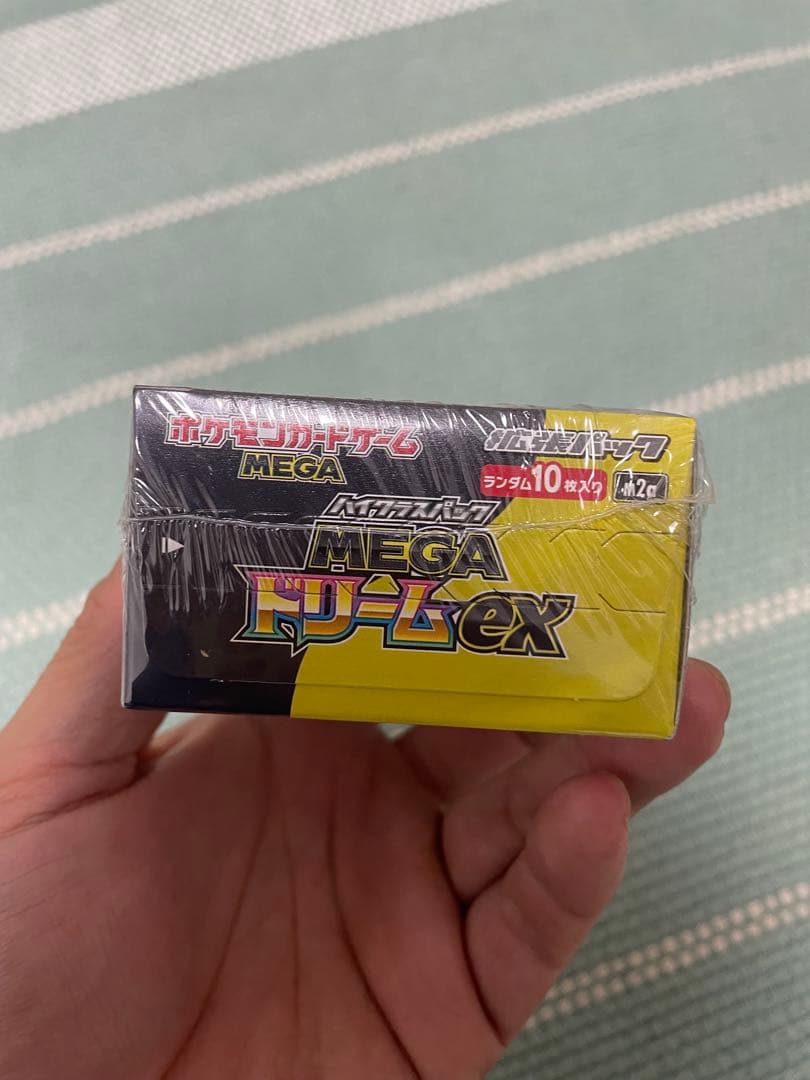 ポケモンカードゲーム
MEGA
拡張パック
ランダム10枚入り
m2a
ハイクラスパック
MEGA
ドリームex